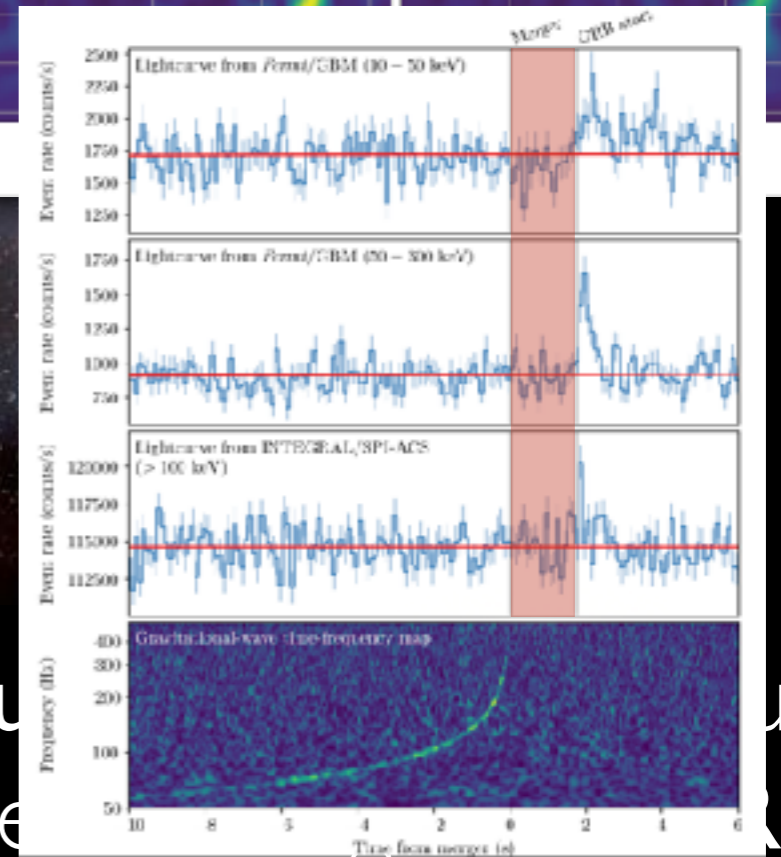 Merger GRB start
Lightcurve from Fermi/GBM (10 – 50 keV)
2500
2250
2000
1750
1500
1250
Event rate (counts/s)
Lightcurve from Fermi/GBM (50 – 300 keV)
1750
1500
1250
1000
750
Event rate (counts/s)
Lightcurve from INTEGRAL/SPI-ACS
(> 100 keV)
120000
117500
115000
112500
Event rate (counts/s)
Gravitational-wave time-frequency map
400
300
200
100
50
Frequency (Hz)
10 8 6 4 2 0 2 4 6
Time from merger (s)